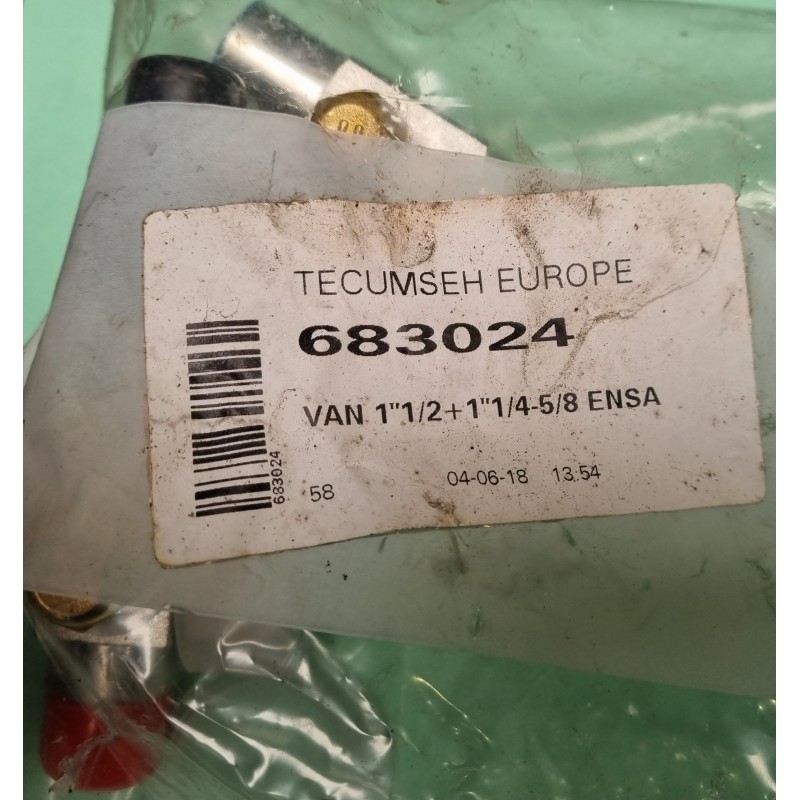 TECUMSEH EUROPE
683024
VAN 1"1/2+1"1/4-5/8 ENSA
683024
58 04-06-18 13:54